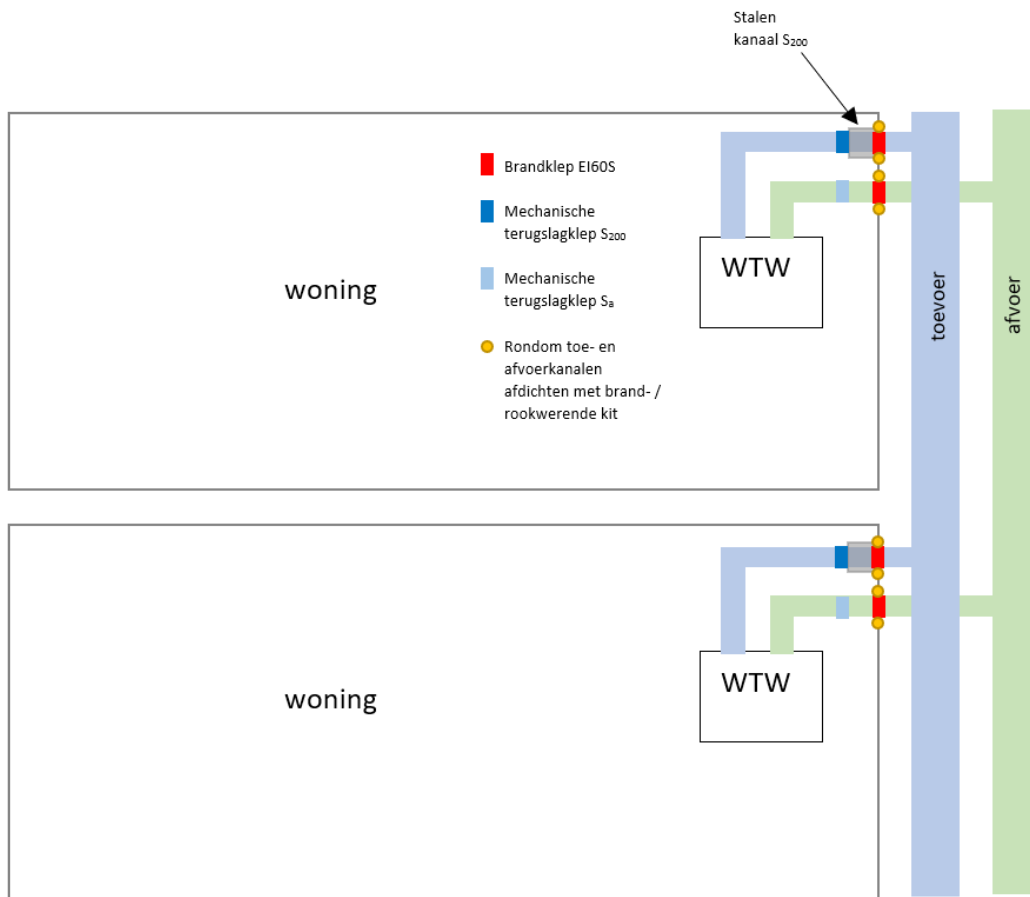 Stalen
kanaal S₂₀₀
Brandklep EI60S
Mechanische
terugslagklep S₂₀₀
Mechanische
terugslagklep Sₐ
Rondom toe- en
afvoerkanalen
afdichten met brand- /
rookwerende kit
woning
WTW
toevoer
afvoer
woning
WTW